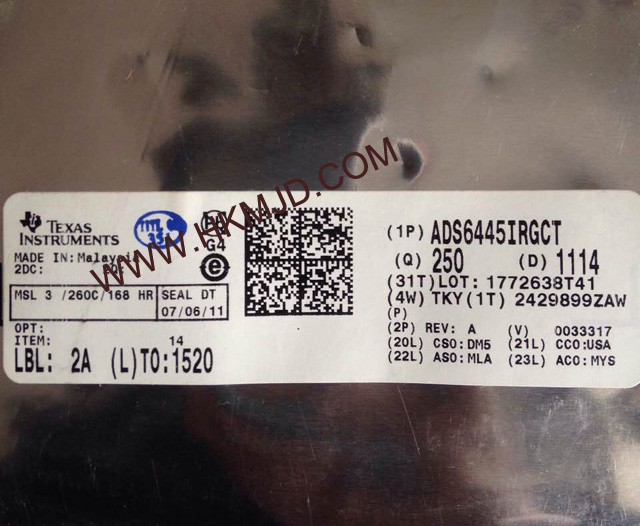 TEXAS
INSTRUMENTS
MADE IN: Malaysia
2DC:
G4
e
MSL 3 /260C/168 HR
SEAL DT
07/06/11
OPT:
ITEM: 14
LBL: 2A (L)TO:1520
(1P) ADS6445IRGCT
(Q) 250 (D) 1114
(31T)LOT: 1772638T41
(4W) TKY(1T) 2429899ZAW
(P)
(2P) REV: A (V) 0033317
(20L) CSO:DM5 (21L) CCO:USA
(22L) ASO:MLA (23L) ACO:MYS
WWW.HKMJD.COM